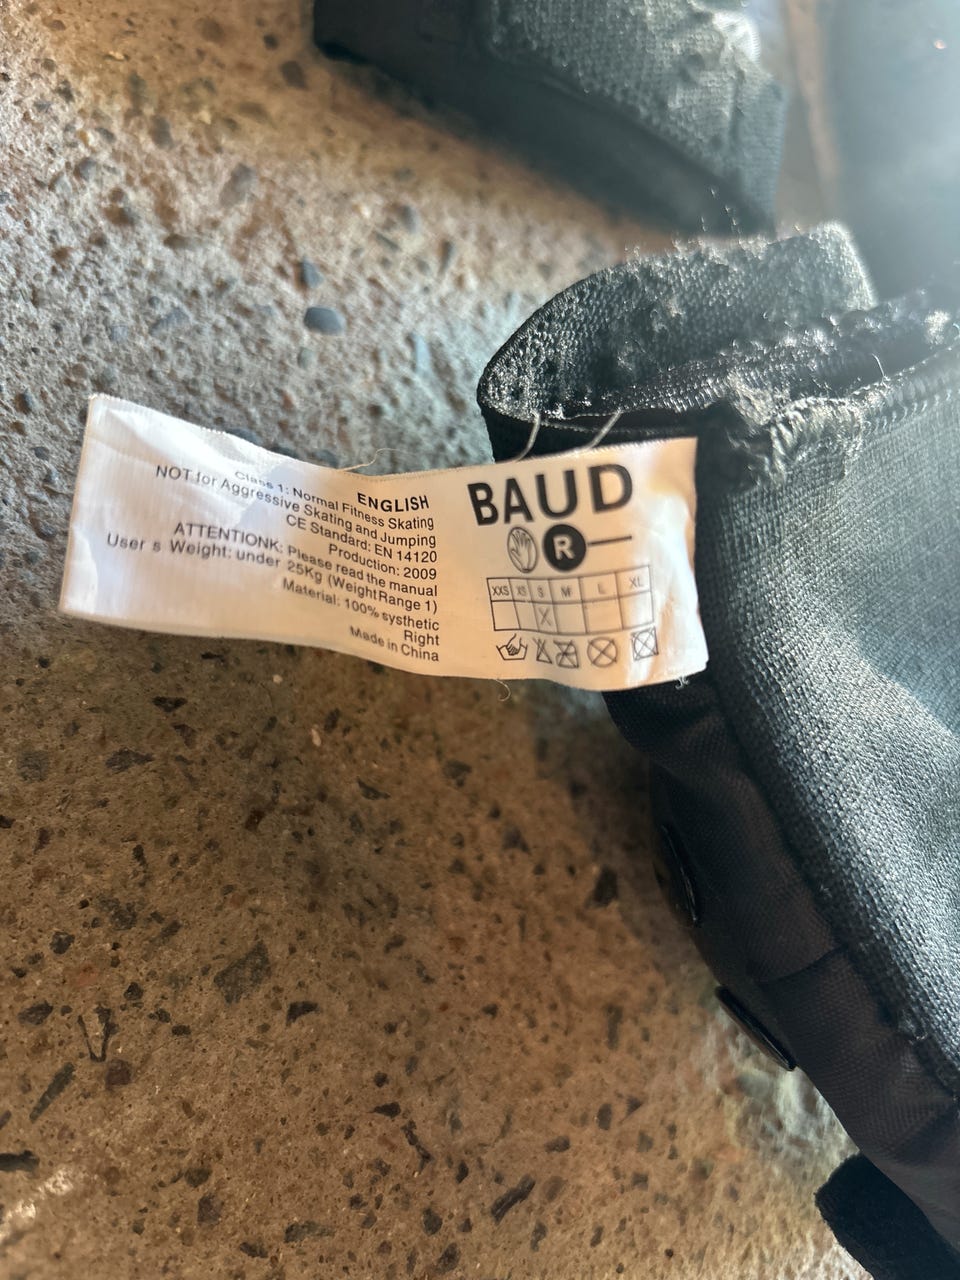 BAUD
R
XXS XS S M L XL
X
ENGLISH
Class 1: Normal Fitness Skating
NOT for Aggressive Skating and Jumping
CE Standard: EN 14120
Production: 2009
ATTENTIONK: Please read the manual
User s Weight: under 25Kg (WeightRange 1)
Material: 100% systhetic
Right
Made in China